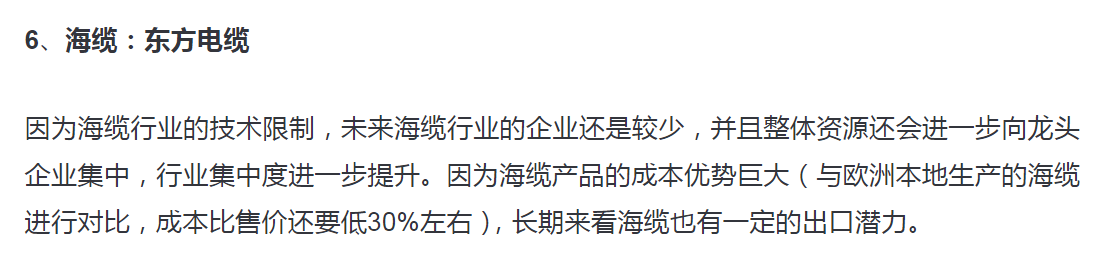 6、海缆：东方电缆
因为海缆行业的技术限制，未来海缆行业的企业还是较少，并且整体资源还会进一步向龙头
企业集中，行业集中度进一步提升。因为海缆产品的成本优势巨大（与欧洲本地生产的海缆
进行对比，成本比售价还要低30%左右），长期来看海缆也有一定的出口潜力。